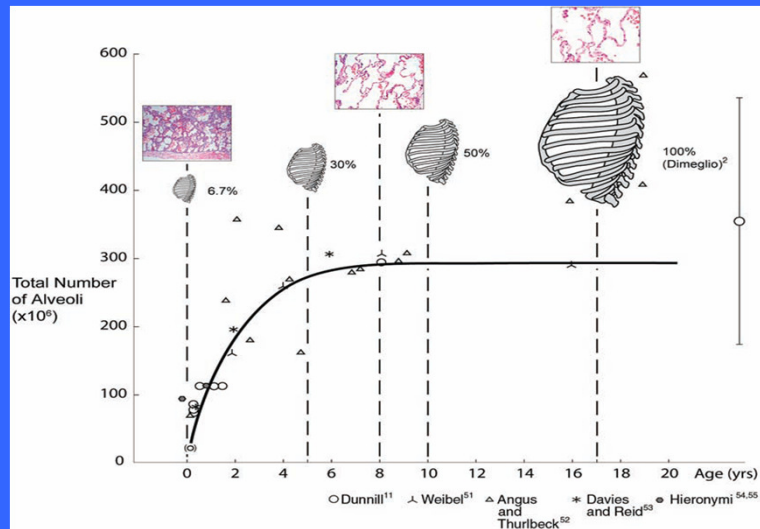 600
500
400
300
200
100
0
Total Number
of Alveoli
(x10⁶)
6.7%
30%
50%
100%
(Dimeglio)²
0 2 4 6 8 10 12 14 16 18 20 Age (yrs)
Dunnill¹¹ Weibel⁵¹ Angus and Thurlbeck⁵² Davies and Reid⁵³ Hieronymi ⁵⁴,⁵⁵